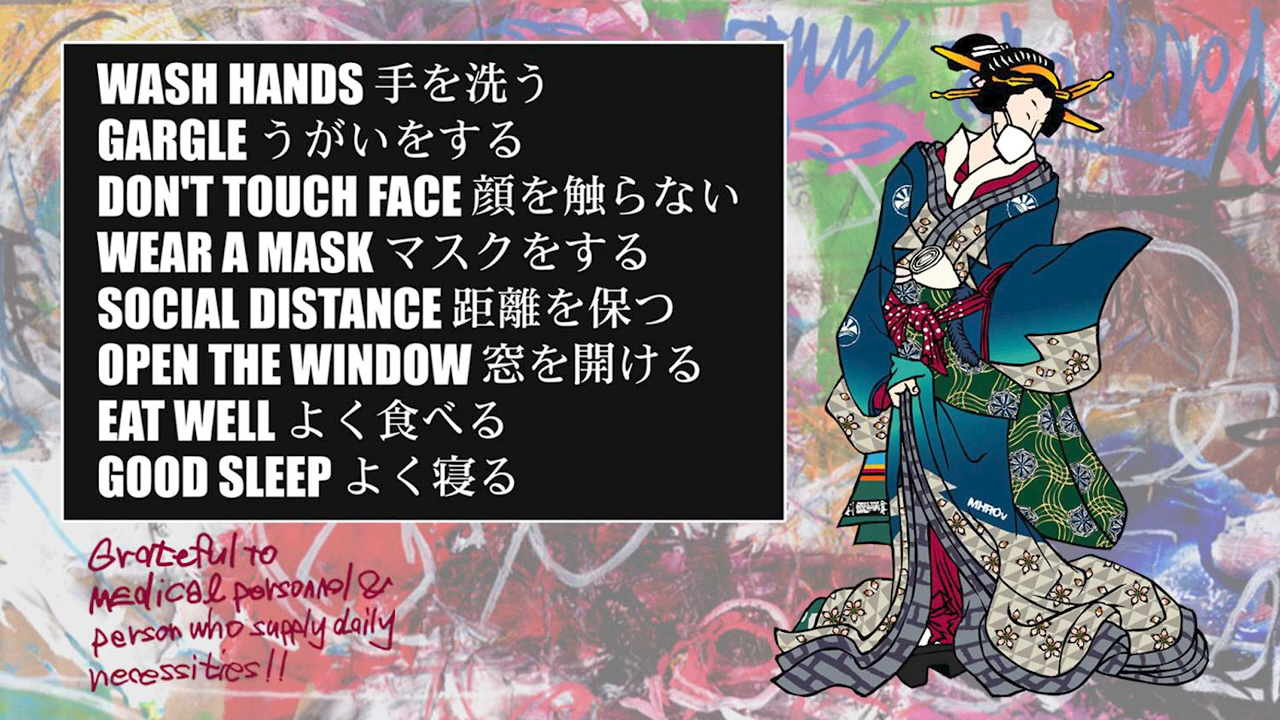 WASH HANDS 手を洗う
GARGLE うがいをする
DON'T TOUCH FACE 顔を触らない
WEAR A MASK マスクをする
SOCIAL DISTANCE 距離を保つ
OPEN THE WINDOW 窓を開ける
EAT WELL よく食べる
GOOD SLEEP よく寝る
Grateful to
medical personnel &
person who supply daily
necessities!!